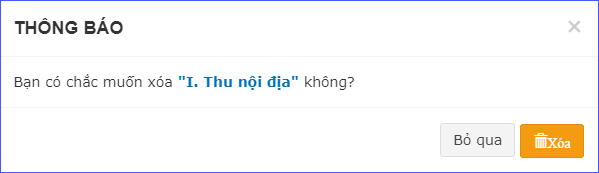 THÔNG BÁO
Bạn có chắc muốn xóa "I. Thu nội địa" không?
Bỏ qua
Xóa